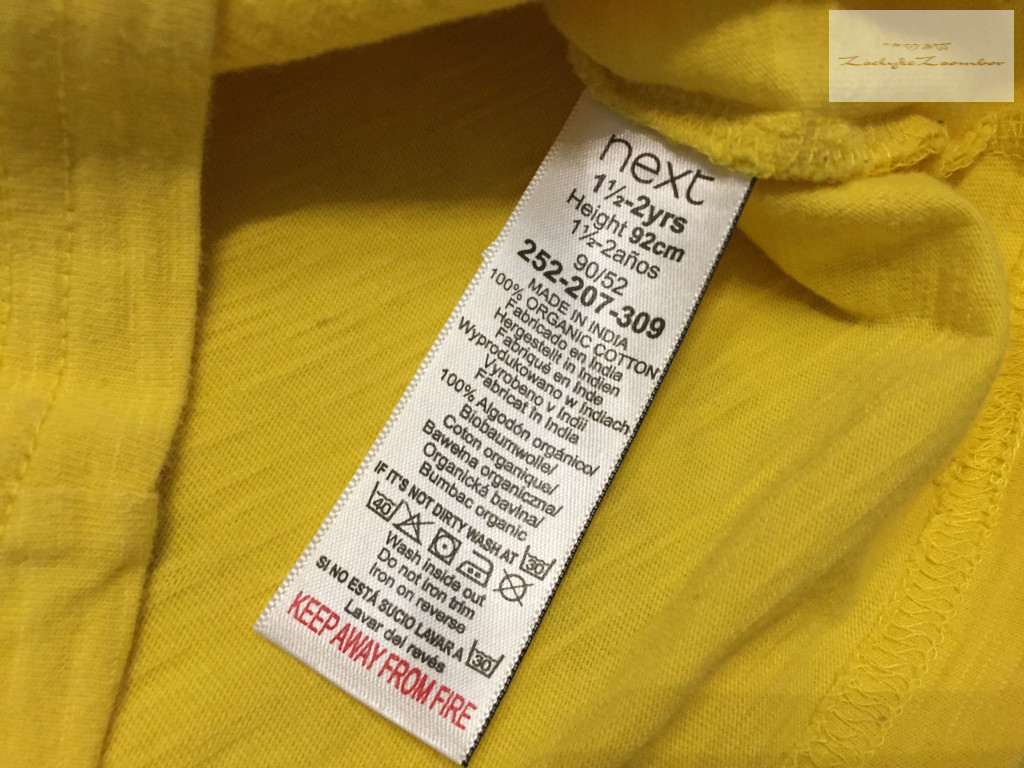 next
1½-2yrs
Height 92cm
1½-2años
90/52
252-207-309
MADE IN INDIA
100% ORGANIC COTTON
Fabricado en India
Hergestellt in Indien
Fabriqué en Inde
Wyprodukowano w Indiach
Vyrobeno v Indii
Fabricat în India
100% Algodón orgánico/
Biobaumwolle/
Coton organique/
Bawełna organiczna/
Organická bavlna/
Bumbac organic
IF IT'S NOT DIRTY WASH AT 30
40
Wash inside out
Do not iron trim
Iron on reverse
SI NO ESTÁ SUCIO LAVAR A 30
Lavar del revés
KEEP AWAY FROM FIRE